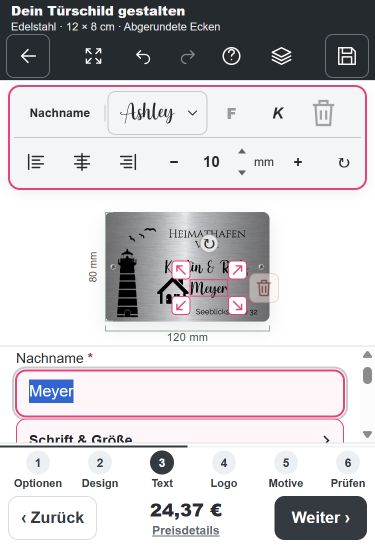 Dein Türschild gestalten
Edelstahl · 12 × 8 cm · Abgerundete Ecken
Nachname Ashley F K
10 mm
80 mm
HEIMATHAFEN
Meyer
Seeblicks 32
120 mm
Nachname *
Meyer
Schrift & Größe
1 2 3 4 5 6
Optionen Design Text Logo Motive Prüfen
‹ Zurück 24,37 € Weiter ›
Preisdetails